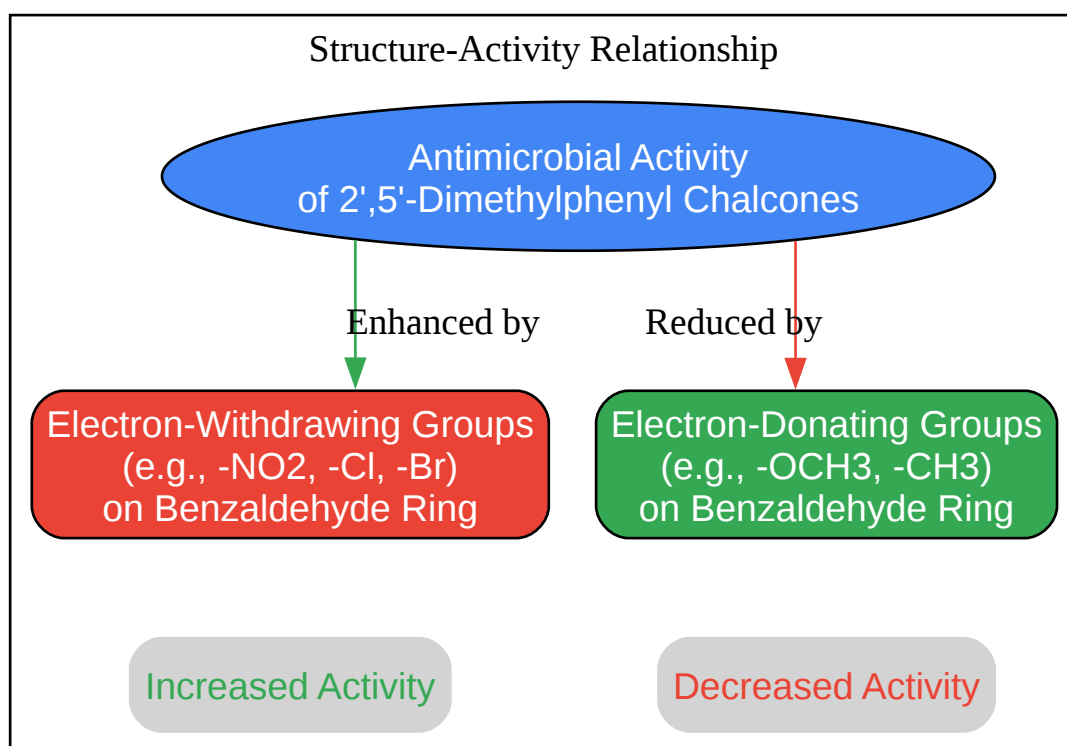 Structure-Activity Relationship
Antimicrobial Activity
of 2',5'-Dimethylphenyl Chalcones
Enhanced by
Reduced by
Electron-Withdrawing Groups
(e.g., -NO2, -Cl, -Br)
on Benzaldehyde Ring
Electron-Donating Groups
(e.g., -OCH3, -CH3)
on Benzaldehyde Ring
Increased Activity
Decreased Activity